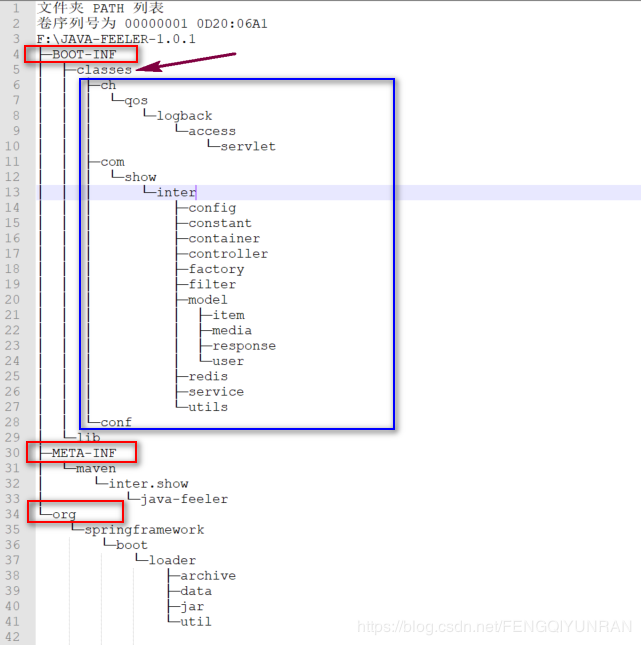 1 文件夹 PATH 列表
2 卷序列号为 00000001 0D20:06A1
3 F:\JAVA-FEELER-1.0.1
4 ├─BOOT-INF
5 │  ├─classes
6 │  │  ├─ch
7 │  │  │  └─qos
8 │  │  │      └─logback
9 │  │  │          └─access
10 │  │  │              └─servlet
11 │  │  ├─com
12 │  │  │  └─show
13 │  │  │      └─inter
14 │  │  │          ├─config
15 │  │  │          ├─constant
16 │  │  │          ├─container
17 │  │  │          ├─controller
18 │  │  │          ├─factory
19 │  │  │          ├─filter
20 │  │  │          ├─model
21 │  │  │          │  ├─item
22 │  │  │          │  ├─media
23 │  │  │          │  ├─response
24 │  │  │          │  └─user
25 │  │  │          ├─redis
26 │  │  │          ├─service
27 │  │  │          └─utils
28 │  │  └─conf
29 │  └─lib
30 ├─META-INF
31 │  └─maven
32 │      └─inter.show
33 │          └─java-feeler
34 └─org
35     └─springframework
36         └─boot
37             └─loader
38                 ├─archive
39                 ├─data
40                 ├─jar
41                 └─util
42
https://blog.csdn.net/FENGQIYUNRAN